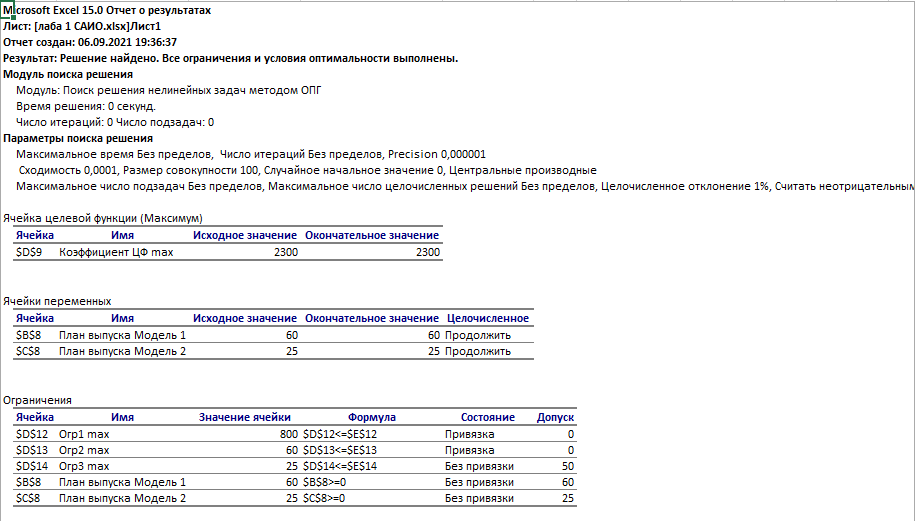 Microsoft Excel 15.0 Отчет о результатах
Лист: [лаба 1 САИО.xlsx]Лист1
Отчет создан: 06.09.2021 19:36:37
Результат: Решение найдено. Все ограничения и условия оптимальности выполнены.
Модуль поиска решения
Модуль: Поиск решения нелинейных задач методом ОПГ
Время решения: 0 секунд.
Число итераций: 0 Число подзадач: 0
Параметры поиска решения
Максимальное время Без пределов, Число итераций Без пределов, Precision 0,000001
Сходимость 0,0001, Размер совокупности 100, Случайное начальное значение 0, Центральные производные
Максимальное число подзадач Без пределов, Максимальное число целочисленных решений Без пределов, Целочисленное отклонение 1%, Считать неотрицательным
Ячейка целевой функции (Максимум)
Ячейка Имя Исходное значение Окончательное значение
$D$9 Коэффициент ЦФ max 2300 2300
Ячейки переменных
Ячейка Имя Исходное значение Окончательное значение Целочисленное
$B$8 План выпуска Модель 1 60 60 Продолжить
$C$8 План выпуска Модель 2 25 25 Продолжить
Ограничения
Ячейка Имя Значение ячейки Формула Состояние Допуск
$D$12 Огр1 max 800 $D$12<=$E$12 Привязка 0
$D$13 Огр2 max 60 $D$13<=$E$13 Привязка 0
$D$14 Огр3 max 25 $D$14<=$E$14 Без привязки 50
$B$8 План выпуска Модель 1 60 $B$8>=0 Без привязки 60
$C$8 План выпуска Модель 2 25 $C$8>=0 Без привязки 25